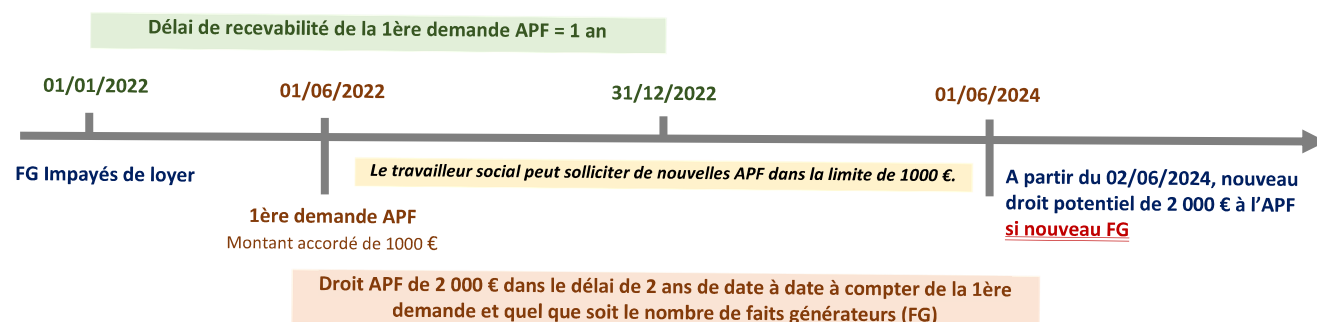 Délai de recevabilité de la 1ère demande APF = 1 an
01/01/2022
01/06/2022
31/12/2022
01/06/2024
FG Impayés de loyer
Le travailleur social peut solliciter de nouvelles APF dans la limite de 1000 €.
A partir du 02/06/2024, nouveau
droit potentiel de 2 000 € à l’APF
si nouveau FG
1ère demande APF
Montant accordé de 1000 €
Droit APF de 2 000 € dans le délai de 2 ans de date à date à compter de la 1ère
demande et quel que soit le nombre de faits générateurs (FG)